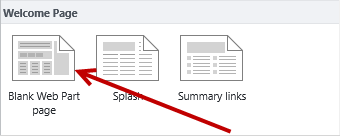 Welcome Page
Blank Web Part
page
Splash
Summary links